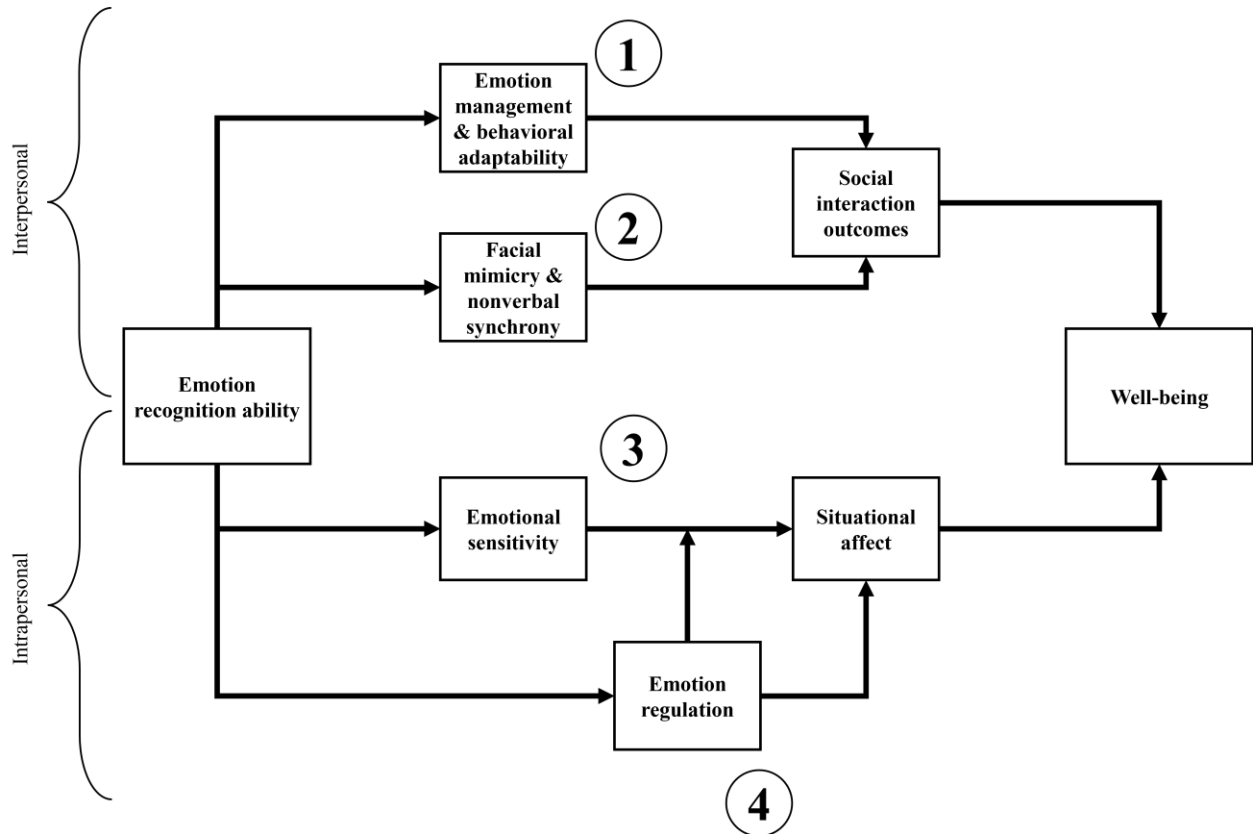 1
Emotion
management
& behavioral
adaptability
Interpersonal
Social
interaction
outcomes
2
Facial
mimicry &
nonverbal
synchrony
Emotion
recognition ability
Well-being
3
Emotional
sensitivity
Situational
affect
Intrapersonal
Emotion
regulation
4